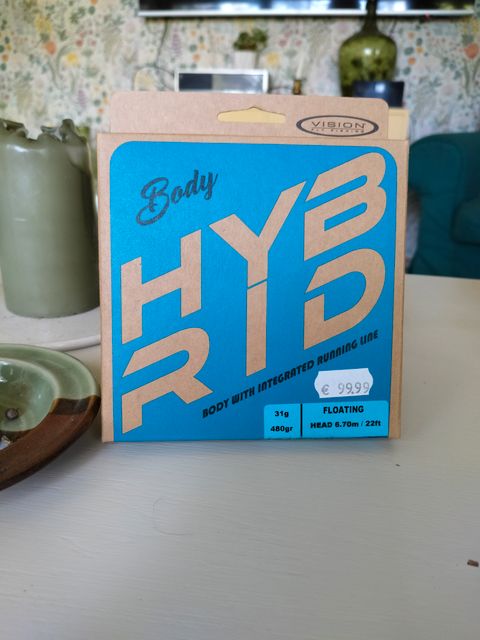 VISION
FLY FISHING
Body
HYB
RID
BODY WITH INTEGRATED RUNNING LINE
€ 99.99
31g
480gr
FLOATING
HEAD 6.70m / 22ft